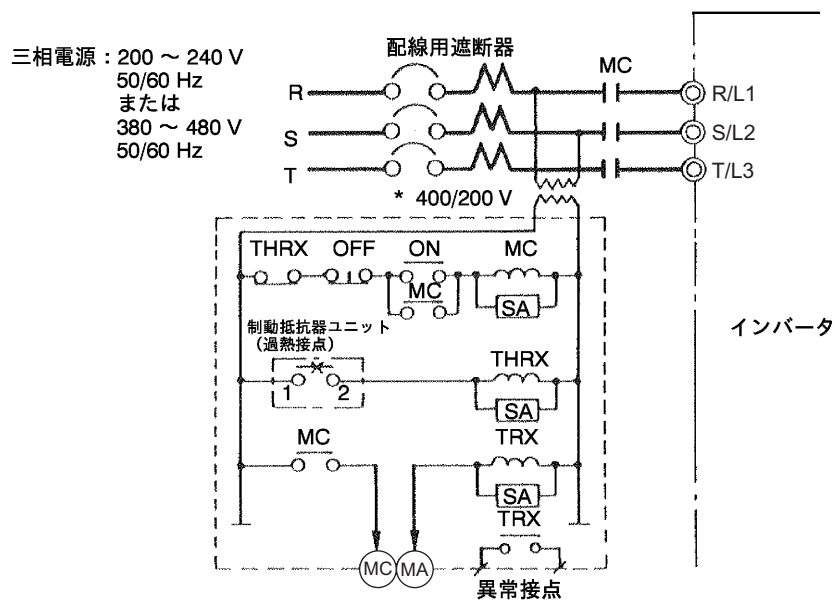 三相電源：200 ～ 240 V
50/60 Hz
または
380 ～ 480 V
50/60 Hz
配線用遮断器
MC
R
R/L1
S
S/L2
T
T/L3
* 400/200 V
THRX
OFF
ON
MC
MC
SA
制動抵抗器ユニット
（過熱接点）
1
2
THRX
SA
インバータ
MC
TRX
SA
TRX
MC
MA
異常接点